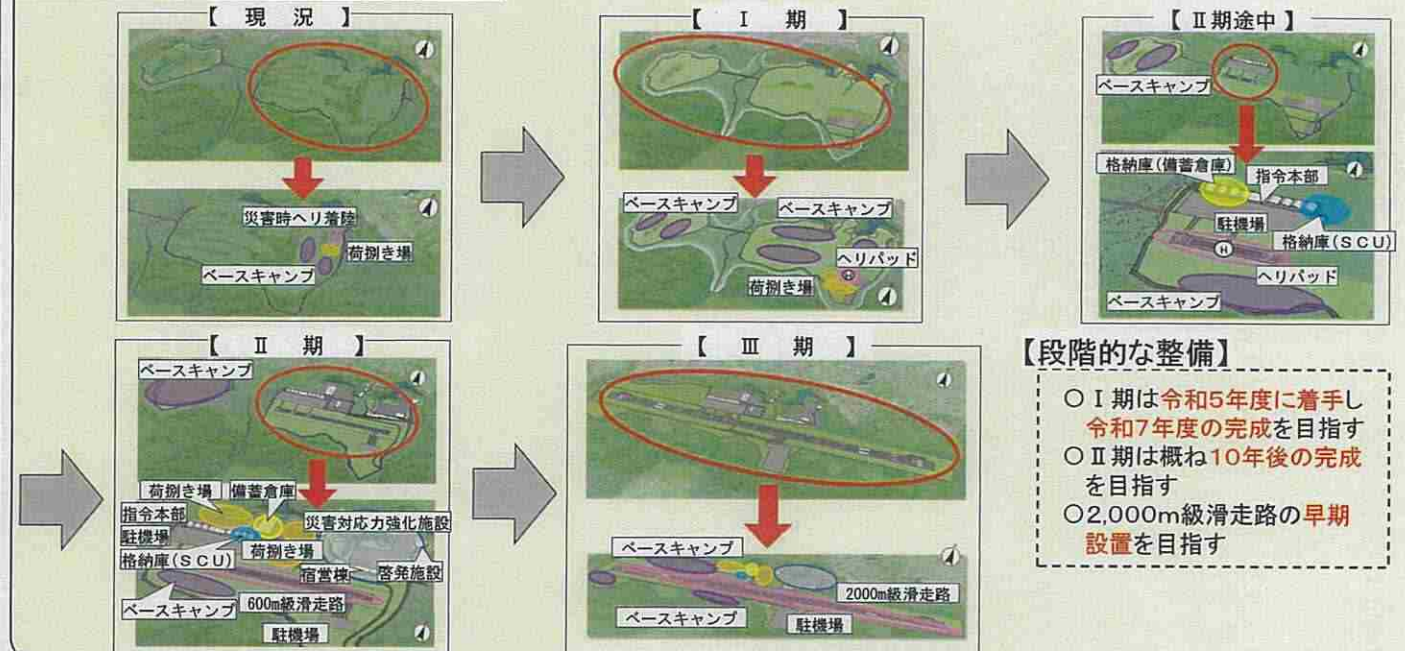 【 現 況 】
災害時ヘリ着陸
荷捌き場
ベースキャンプ
【 Ⅰ 期 】
ベースキャンプ
ベースキャンプ
ヘリパッド
H
荷捌き場
【 Ⅱ期途中 】
ベースキャンプ
格納庫(備蓄倉庫)
指令本部
駐機場
格納庫(SCU)
H
ヘリパッド
ベースキャンプ
【 Ⅱ 期 】
ベースキャンプ
荷捌き場
備蓄倉庫
指令本部
災害対応力強化施設
駐機場
荷捌き場
格納庫(SCU)
宿営棟
啓発施設
ベースキャンプ
600m級滑走路
駐機場
【 Ⅲ 期 】
ベースキャンプ
2000m級滑走路
ベースキャンプ
駐機場
【段階的な整備】
○Ⅰ期は令和5年度に着手し
令和7年度の完成を目指す
○Ⅱ期は概ね10年後の完成
を目指す
○2,000m級滑走路の早期
設置を目指す